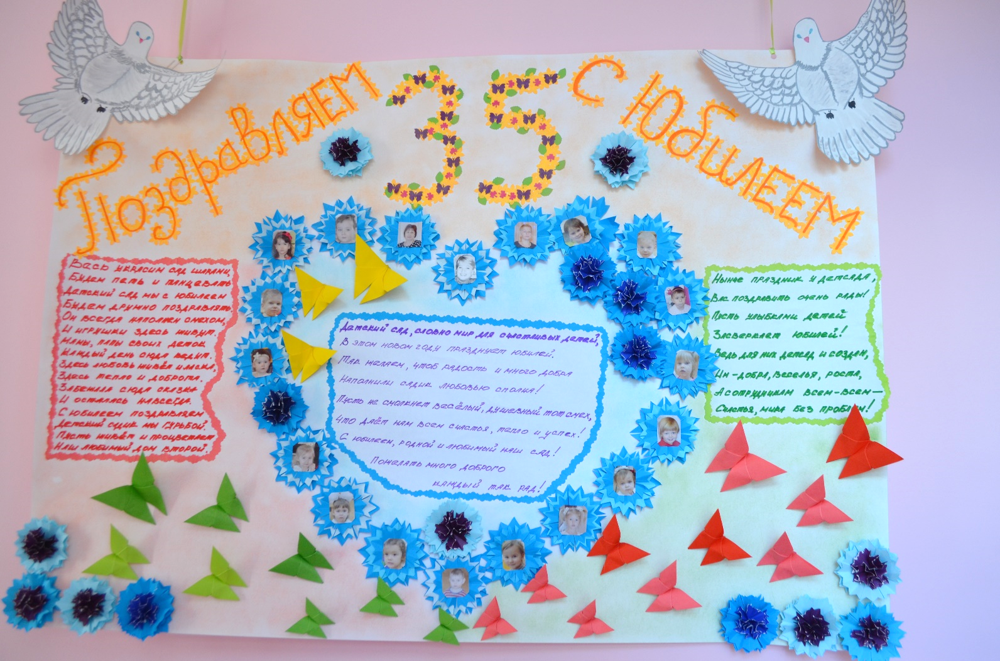 Поздравляем
35
с Юбилеем
Весь украсим сад шарами,
Будем петь и танцевать
Детский сад мы с юбилеем
Будем дружно поздравлять.
Он всегда наполнен смехом,
И игрушки здесь живут.
Мамы, папы своих деток
Каждый день сюда ведут.
Здесь любовь живёт и ласка,
Здесь тепло и доброта.
Забежала сюда сказка
И осталась навсегда.
С юбилеем поздравляем
Детский садик мы гурьбой.
Пусть живёт и процветает
Наш любимый дом второй.
Детский сад, словно мир для счастливых детей,
В этом новом году празднует юбилей.
Так желаем, чтоб радость и много добра
Наполнили садик любовью сполна!
Пусть не смолкнет весёлый, душевный тот смех,
Что даёт нам всем счастья, тепло и успех!
С юбилеем, родной и любимый наш сад!
Пожелать много доброго
каждый так рад!
Нынче праздник у детсада,
Вас поздравить очень рады!
Пусть улыбками детей
Засверкает юбилей!
Ведь для них детсад и создан,
Им - добра, веселья, роста,
А сотрудникам всем-всем —
Счастья, мира без проблем!